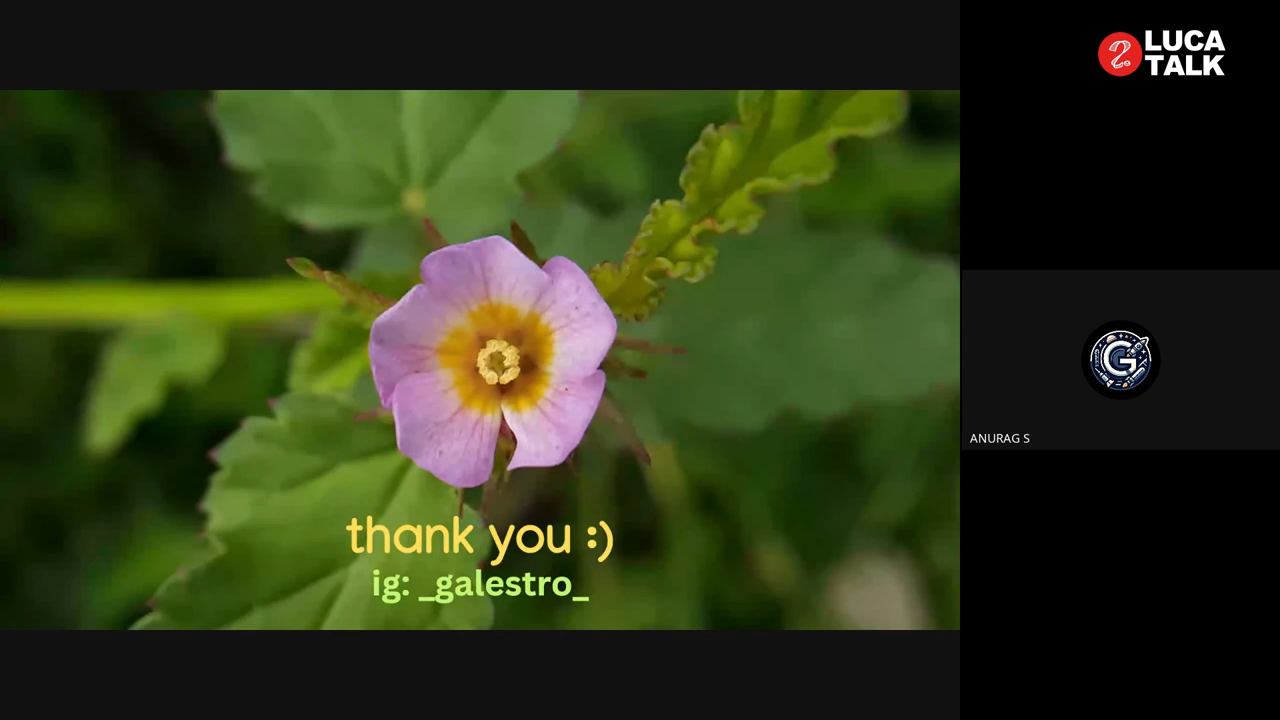 LUCA
TALK
thank you :)
ig: _galestro_
G
ANURAG S